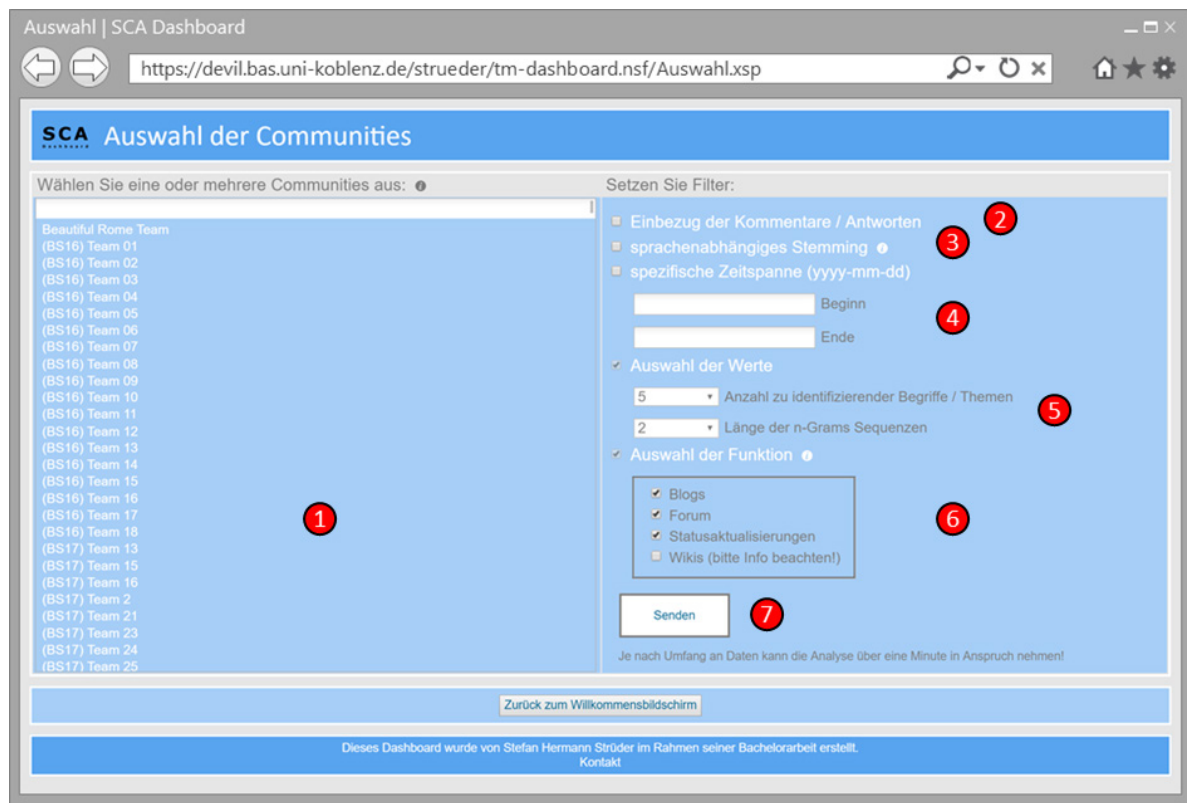 Auswahl | SCA Dashboard
https://devil.bas.uni-koblenz.de/strueder/tm-dashboard.nsf/Auswahl.xsp
SCA Auswahl der Communities
Dashboard
Wählen Sie eine oder mehrere Communities aus:
Beautiful Rome Team
(BS16) Team 01
(BS16) Team 02
(BS16) Team 03
(BS16) Team 04
(BS16) Team 05
(BS16) Team 06
(BS16) Team 07
(BS16) Team 08
(BS16) Team 09
(BS16) Team 10
(BS16) Team 11
(BS16) Team 12
(BS16) Team 13
(BS16) Team 14
(BS16) Team 15
(BS16) Team 16
(BS16) Team 17
(BS16) Team 18
(BS17) Team 13
(BS17) Team 15
(BS17) Team 16
(BS17) Team 2
(BS17) Team 21
(BS17) Team 23
(BS17) Team 24
(BS17) Team 25
1
Setzen Sie Filter:
Einbezug der Kommentare / Antworten
2
sprachenabhängiges Stemming
3
spezifische Zeitspanne (yyyy-mm-dd)
Beginn
4
Ende
Auswahl der Werte
5 Anzahl zu identifizierender Begriffe / Themen
5
2 Länge der n-Grams Sequenzen
Auswahl der Funktion
Blogs
Forum
6
Statusaktualisierungen
Wikis (bitte Info beachten!)
Senden
7
Je nach Umfang an Daten kann die Analyse über eine Minute in Anspruch nehmen!
Zurück zum Willkommensbildschirm
Dieses Dashboard wurde von Stefan Hermann Strüder im Rahmen seiner Bachelorarbeit erstellt.
Kontakt